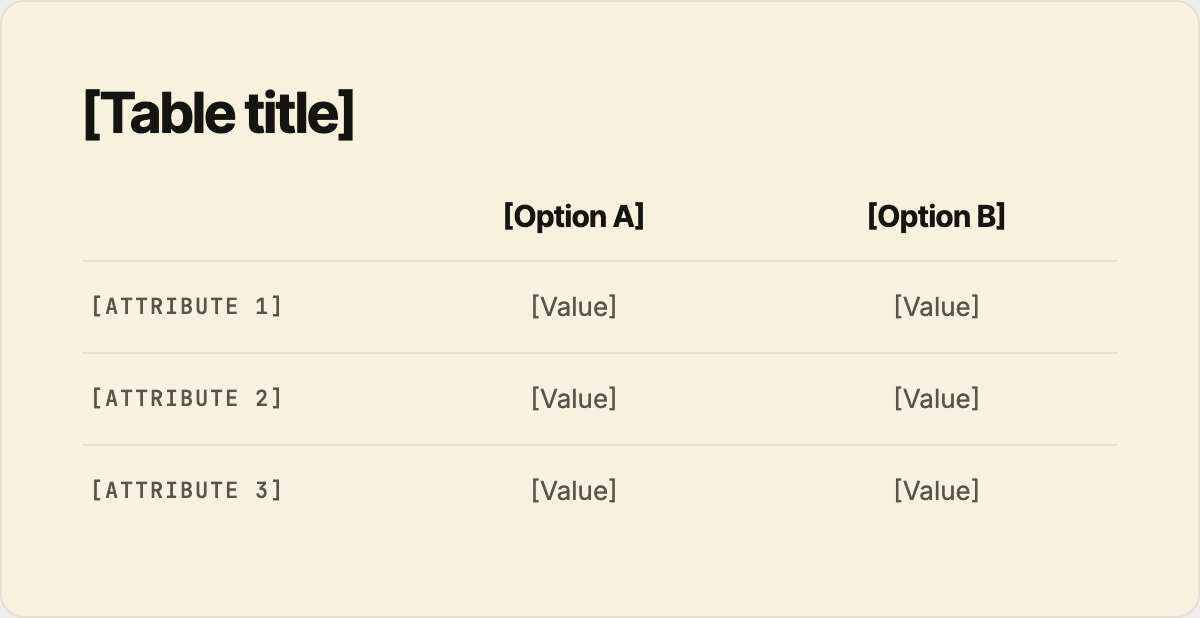 [Table title]
[Option A] [Option B]
[ATTRIBUTE 1] [Value] [Value]
[ATTRIBUTE 2] [Value] [Value]
[ATTRIBUTE 3] [Value] [Value]